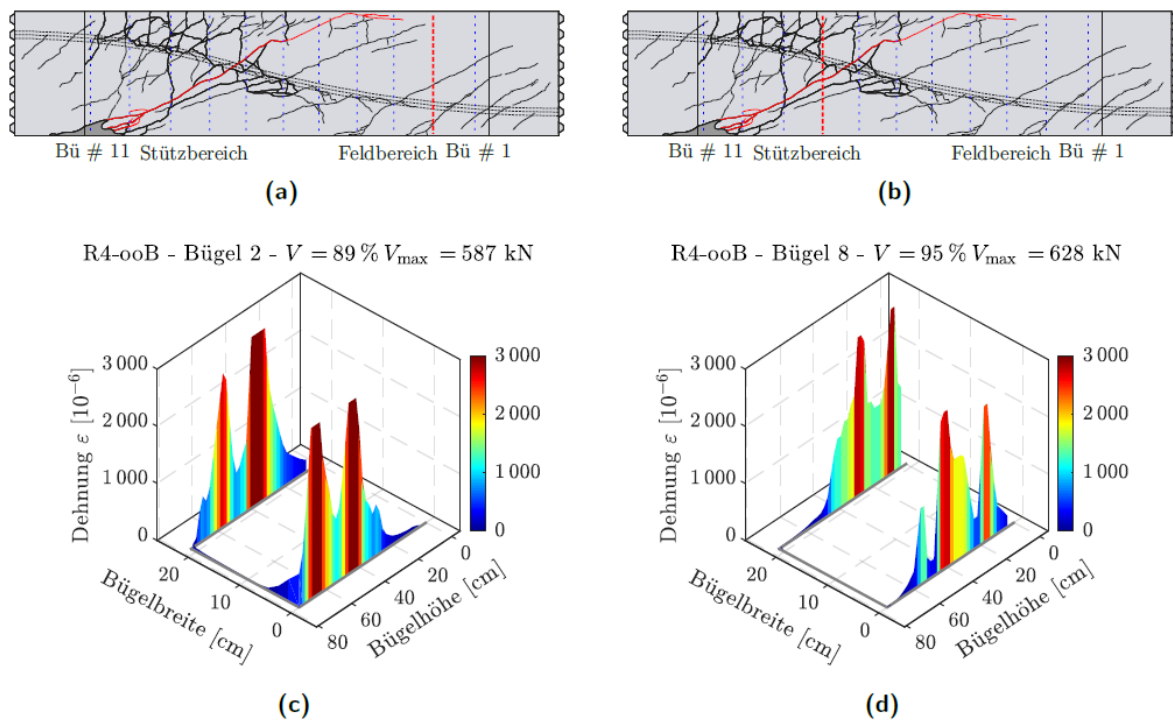 Bü # 11 Stützbereich Feldbereich Bü # 1
(a)
Bü # 11 Stützbereich Feldbereich Bü # 1
(b)
R4-ooB - Bügel 2 - V = 89 % Vmax = 587 kN
3 000
2 000
1 000
0
Dehnung ε [10⁻⁶]
20
10
0
Bügelbreite [cm]
80
60
40
20
0
Bügelhöhe [cm]
3 000
2 000
1 000
0
(c)
R4-ooB - Bügel 8 - V = 95 % Vmax = 628 kN
3 000
2 000
1 000
0
Dehnung ε [10⁻⁶]
20
10
0
Bügelbreite [cm]
80
60
40
20
0
Bügelhöhe [cm]
3 000
2 000
1 000
0
(d)